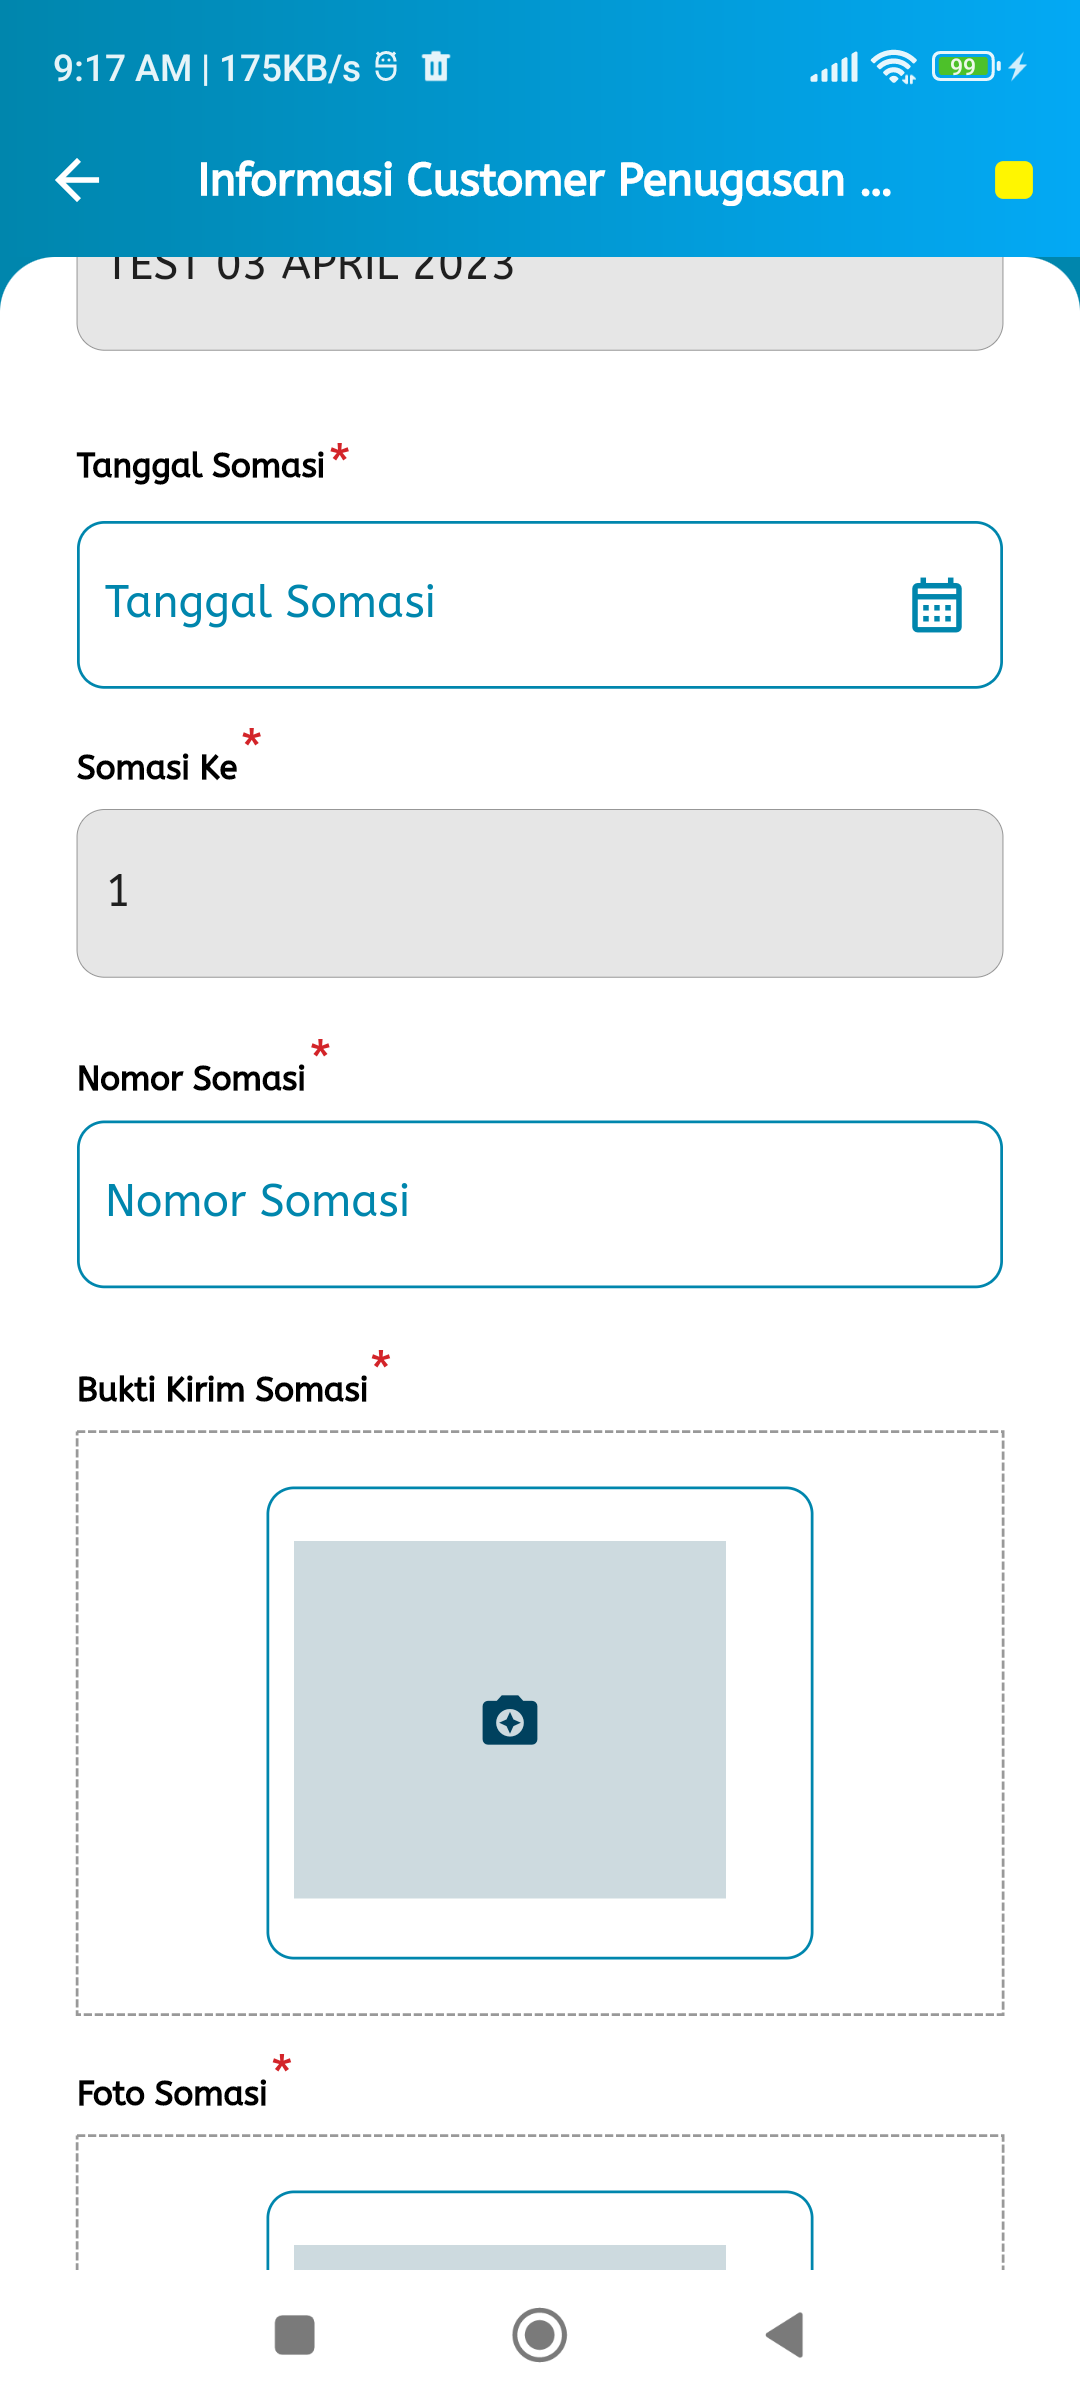 9:17 AM | 175KB/s
99
Informasi Customer Penugasan ...
TEST 03 APRIL 2023
Tanggal Somasi*
Tanggal Somasi
Somasi Ke*
1
Nomor Somasi*
Nomor Somasi
Bukti Kirim Somasi*
Foto Somasi*